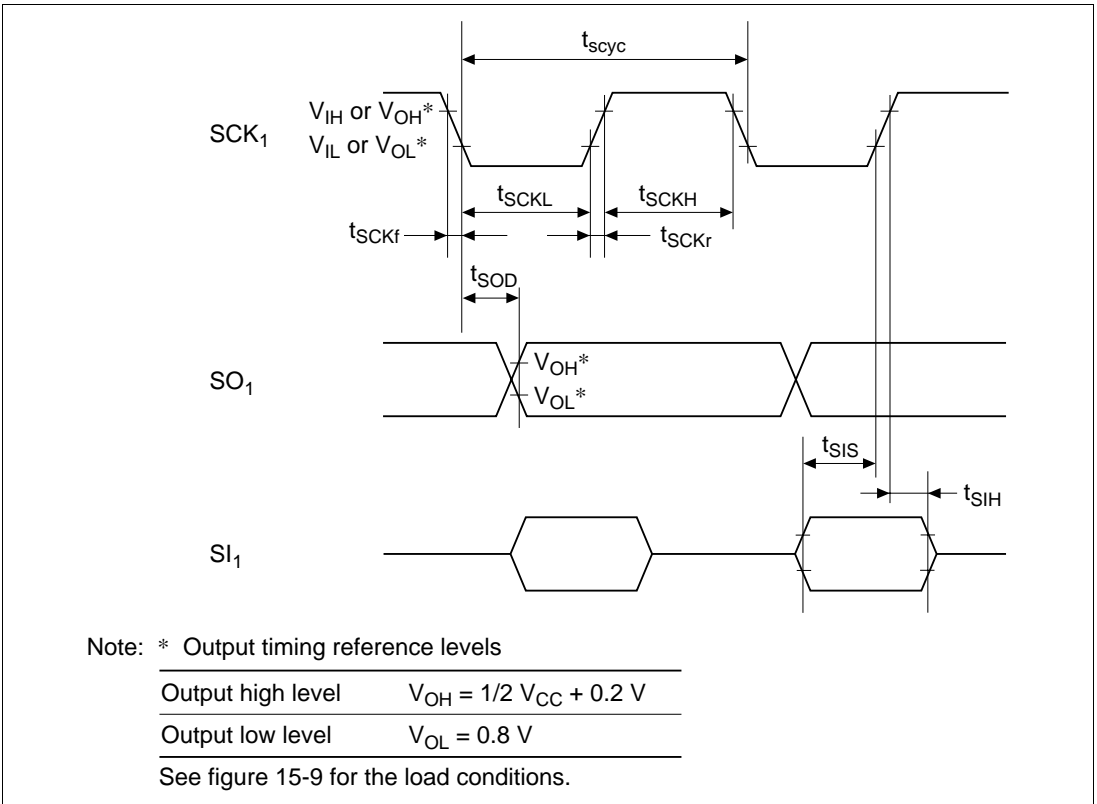 tscyc
VIH or VOH*
SCK1
VIL or VOL*
tSCKL
tSCKH
tSCKf
tSCKr
tSOD
VOH*
SO1
VOL*
tSIS
tSIH
SI1
Note: * Output timing reference levels
Output high level VOH = 1/2 VCC + 0.2 V
Output low level VOL = 0.8 V
See figure 15-9 for the load conditions.